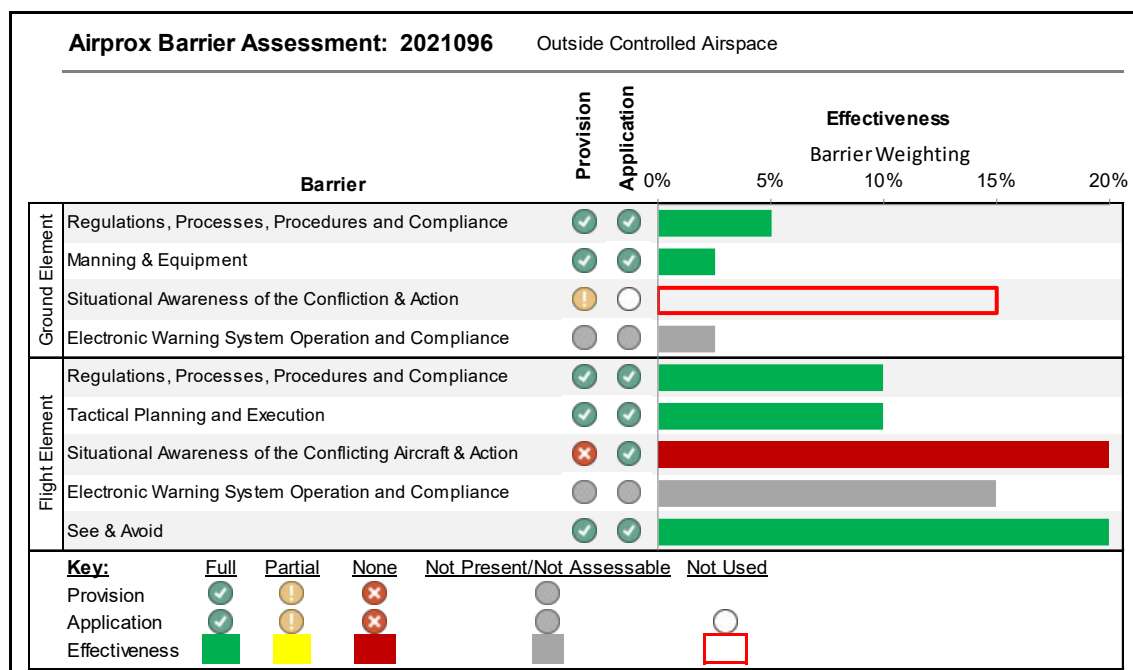 Airprox Barrier Assessment: 2021096 Outside Controlled Airspace
Provision
Application
Effectiveness
Barrier Weighting
Barrier
0% 5% 10% 15% 20%
Ground Element
Regulations, Processes, Procedures and Compliance
Manning & Equipment
Situational Awareness of the Confliction & Action
Electronic Warning System Operation and Compliance
Flight Element
Regulations, Processes, Procedures and Compliance
Tactical Planning and Execution
Situational Awareness of the Conflicting Aircraft & Action
Electronic Warning System Operation and Compliance
See & Avoid
Key: Full Partial None Not Present/Not Assessable Not Used
Provision
Application
Effectiveness